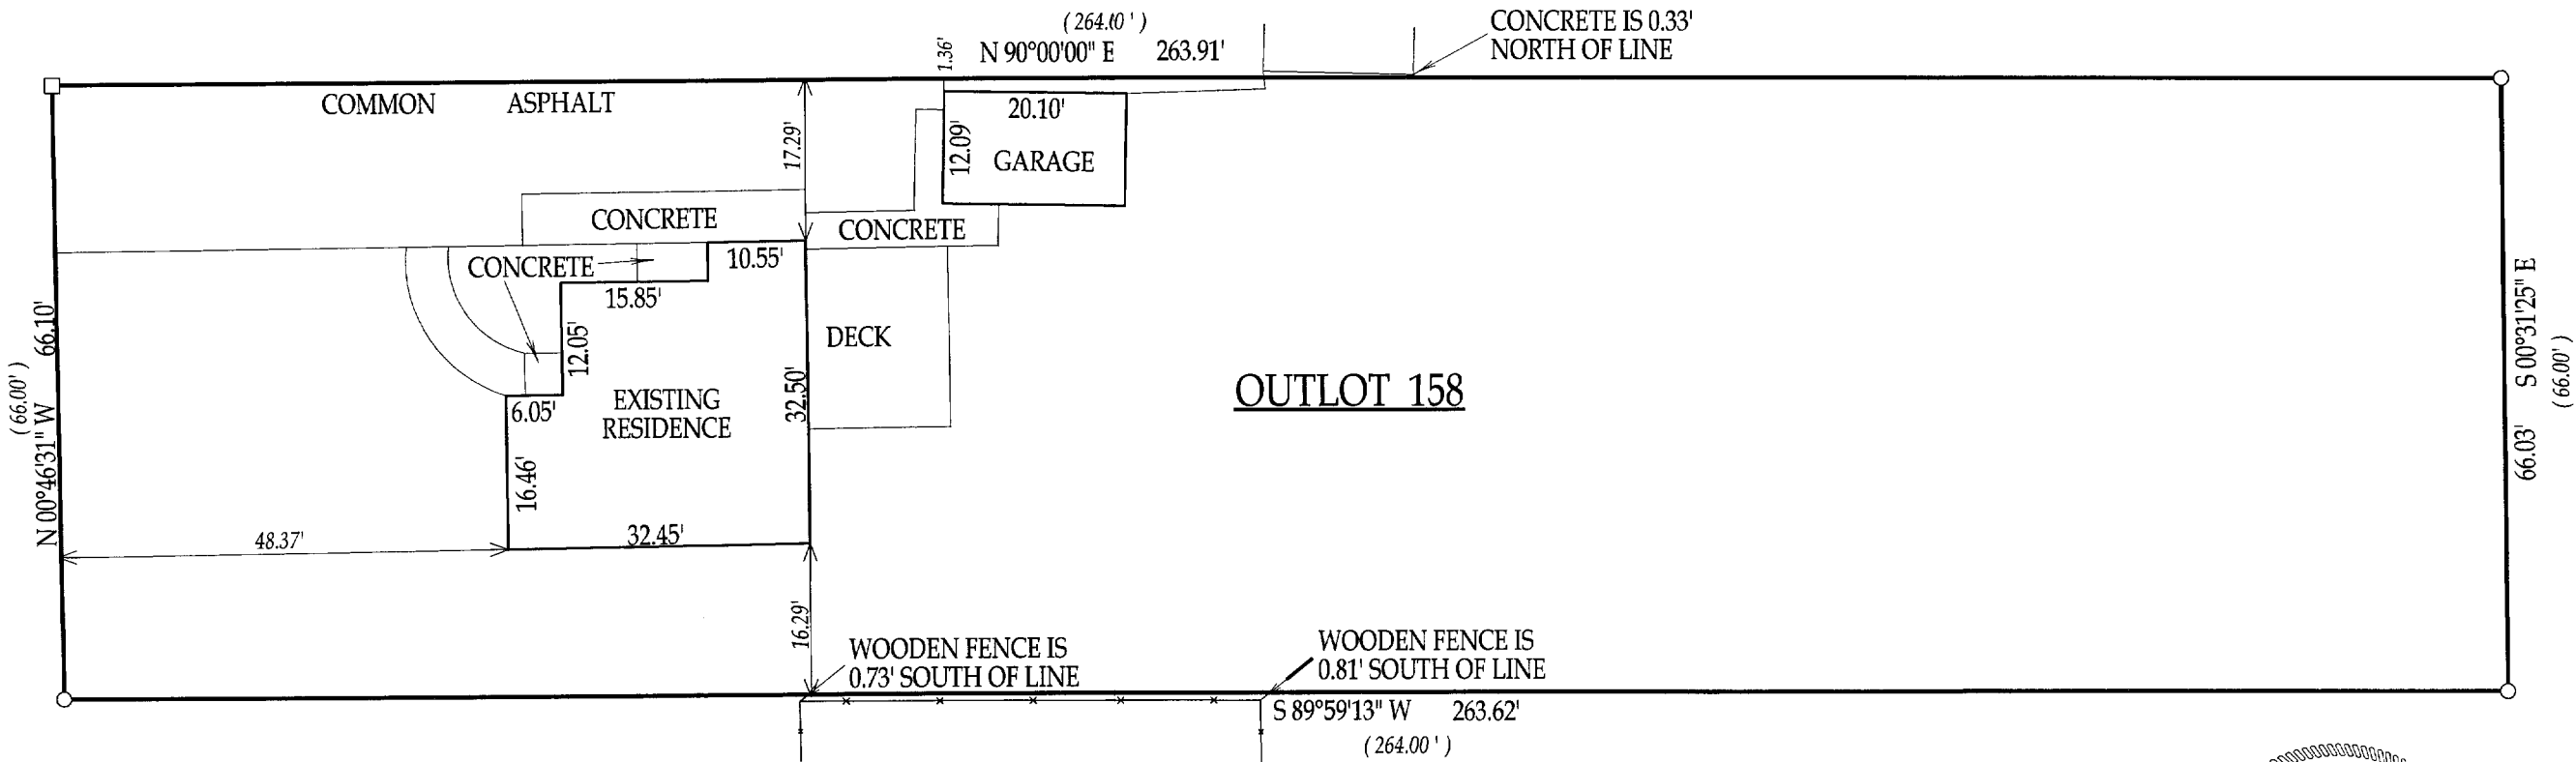 ( 264.00 ' )
N 90°00'00" E 263.91'
CONCRETE IS 0.33'
NORTH OF LINE
1.36'
COMMON ASPHALT
17.29'
20.10'
12.09'
GARAGE
CONCRETE
CONCRETE
CONCRETE
10.55'
15.85'
12.05'
DECK
32.50'
EXISTING
RESIDENCE
6.05'
16.46'
32.45'
48.37'
16.29'
( 66.00' )
N 00°46'31" W 66.10'
OUTLOT 158
S 00°31'25" E
66.03'
( 66.00' )
WOODEN FENCE IS
0.73' SOUTH OF LINE
WOODEN FENCE IS
0.81' SOUTH OF LINE
S 89°59'13" W 263.62'
( 264.00 ' )